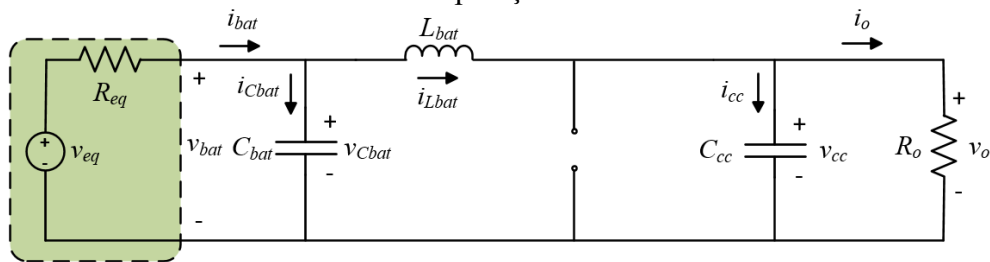 i_bat
L_bat
i_o
R_eq
i_Cbat
i_Lbat
i_cc
+
+
+
+
+
-
v_eq
v_bat
C_bat
v_Cbat
C_cc
v_cc
R_o
v_o
-
-
-
-